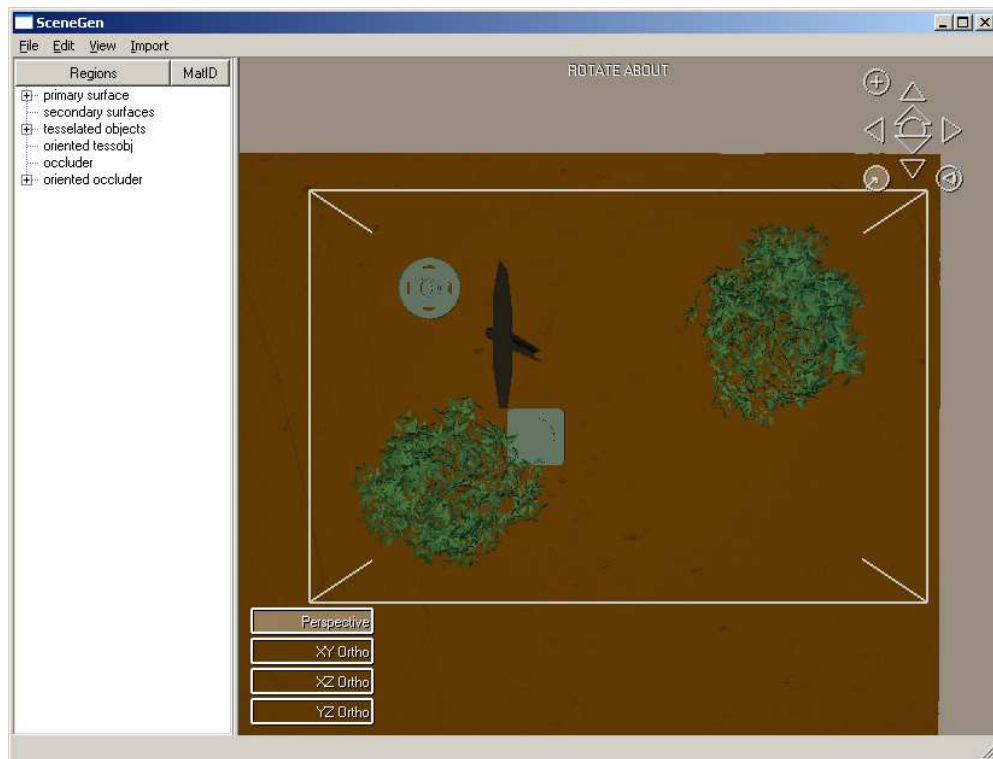 SceneGen
File Edit View Import
Regions MatID
ROTATE ABOUT
primary surface
secondary surfaces
tesselated objects
oriented tessobj
occluder
oriented occluder
Perspective
XY Ortho
XZ Ortho
YZ Ortho